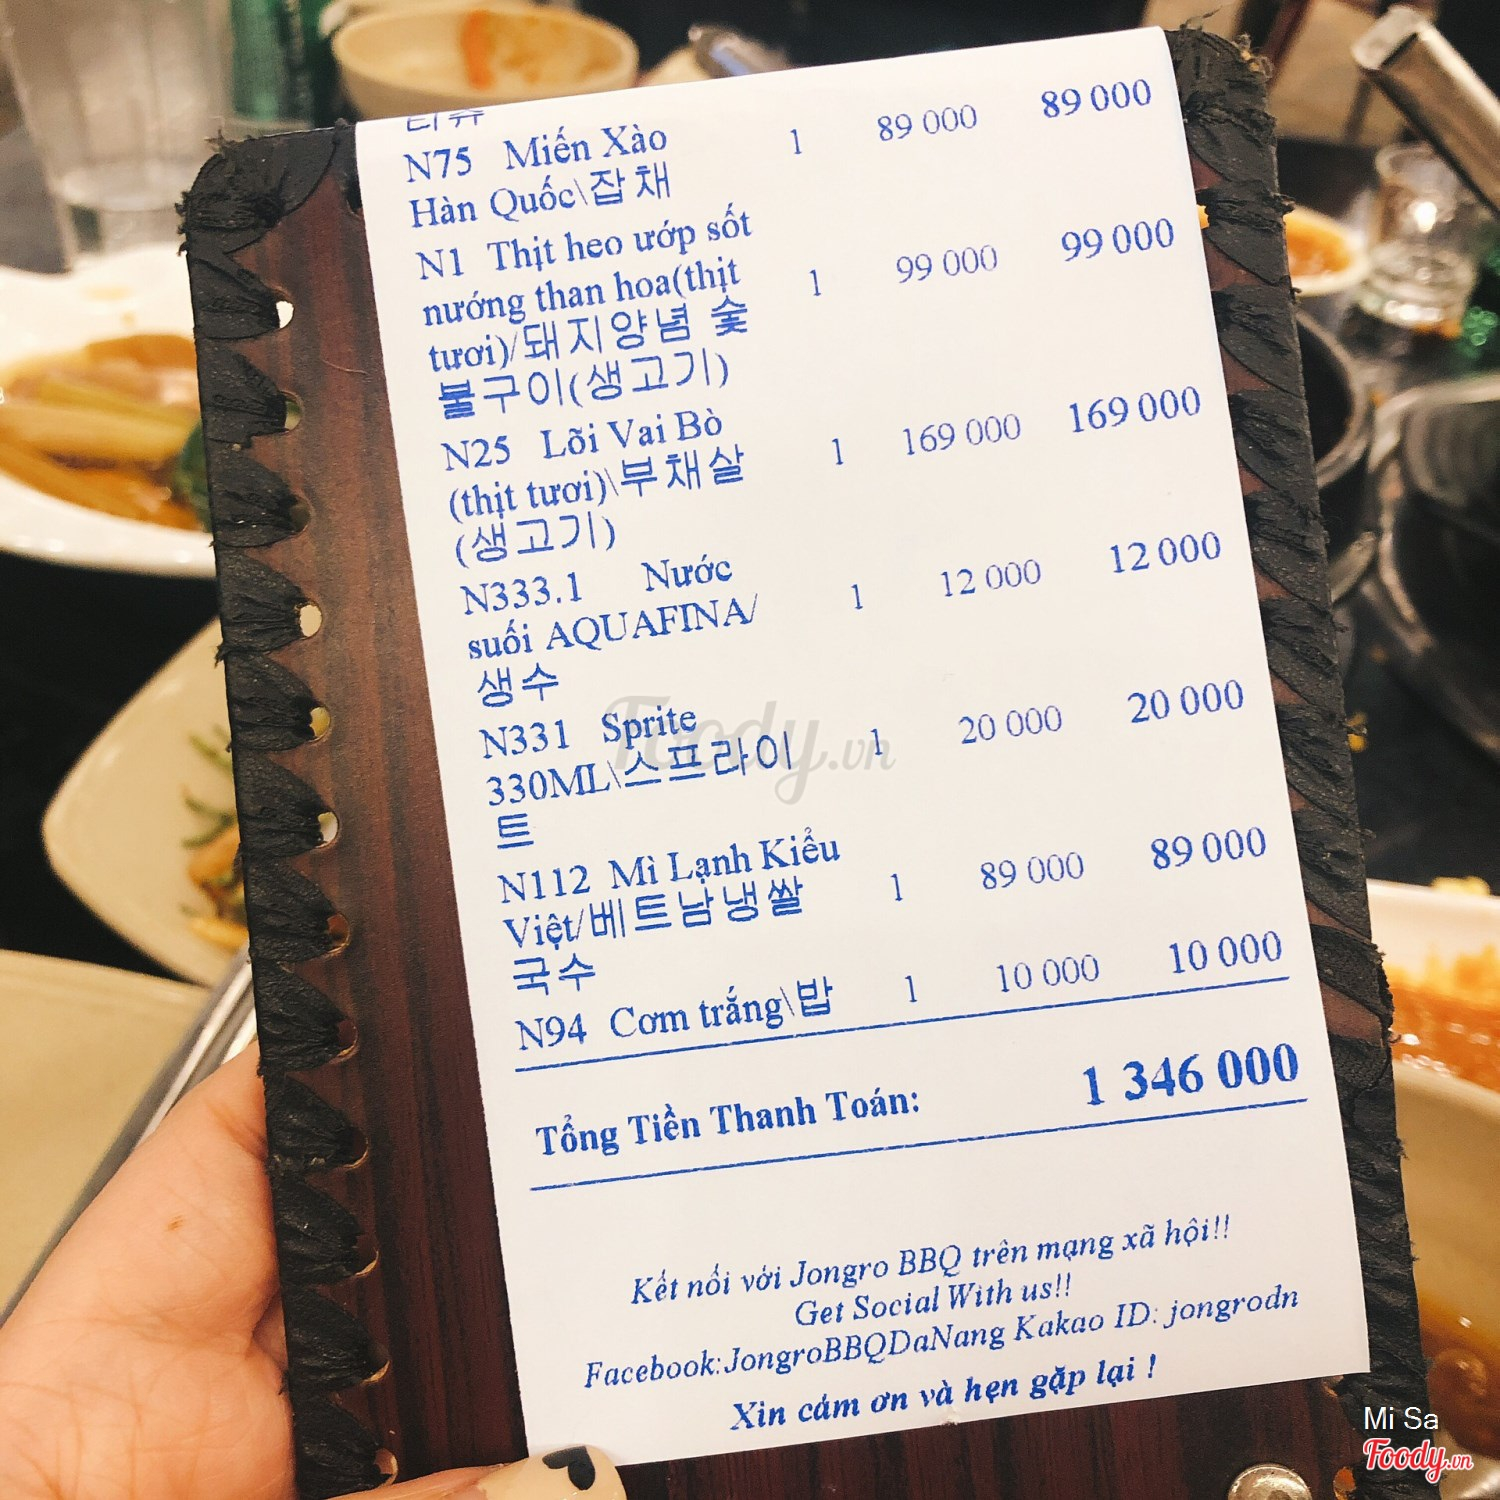 N75 Miến Xào 1 89 000 89 000
Hàn Quốc\잡채
N1 Thịt heo ướp sốt
nướng than hoa(thịt 1 99 000 99 000
tươi)/돼지양념 숯
불구이(생고기)
N25 Lõi Vai Bò 1 169 000 169 000
(thịt tươi)\부채살
(생고기)
N333.1 Nước 1 12 000 12 000
suối AQUAFINA/
생수
N331 Sprite 1 20 000 20 000
330ML\스프라이
트
N112 Mì Lạnh Kiểu 1 89 000 89 000
Việt/베트남냉쌀
국수
N94 Cơm trắng\밥 1 10 000 10 000
Tổng Tiền Thanh Toán: 1 346 000
Kết nối với Jongro BBQ trên mạng xã hội!!
Get Social With us!!
Facebook:JongroBBQDaNang Kakao ID: jongrodn
Xin cám ơn và hẹn gặp lại !
Foody.vn
Mi Sa
Foody.vn